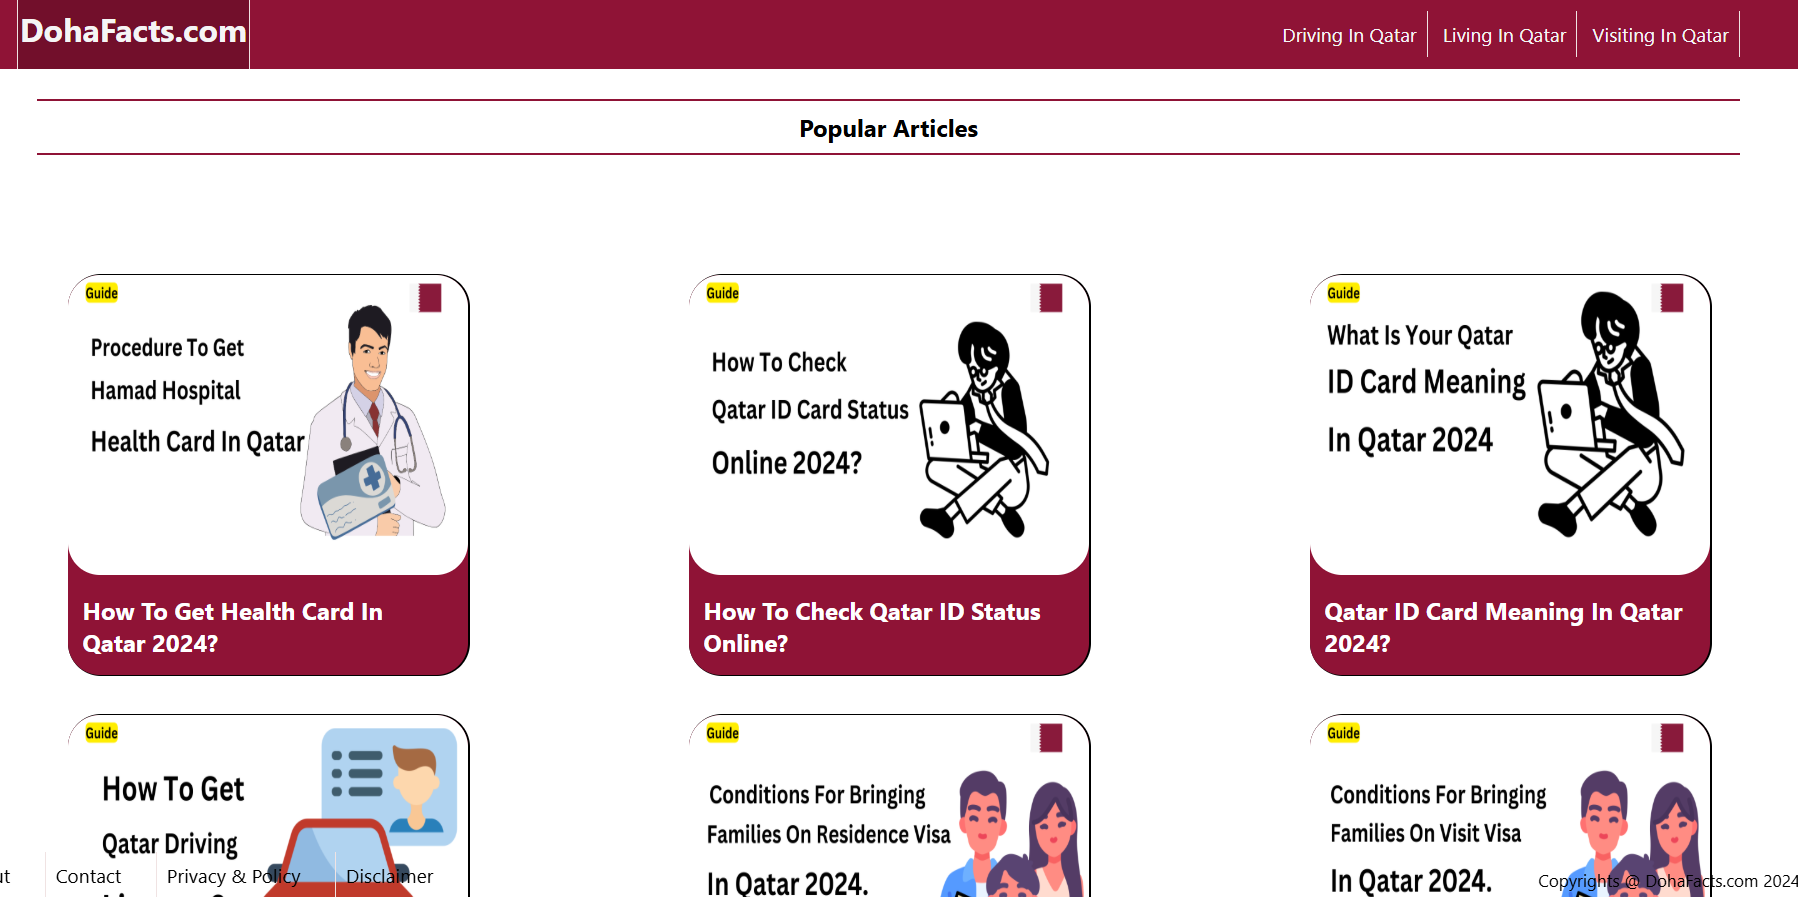 DohaFacts.com
Driving In Qatar
Living In Qatar
Visiting In Qatar
Popular Articles
Guide
Procedure To Get
Hamad Hospital
Health Card In Qatar
How To Get Health Card In
Qatar 2024?
Guide
How To Check
Qatar ID Card Status
Online 2024?
How To Check Qatar ID Status
Online?
Guide
What Is Your Qatar
ID Card Meaning
In Qatar 2024
Qatar ID Card Meaning In Qatar
2024?
Guide
How To Get
Qatar Driving
Guide
Conditions For Bringing
Families On Residence Visa
In Qatar 2024.
Guide
Conditions For Bringing
Families On Visit Visa
In Qatar 2024.
Contact
Privacy & Policy
Disclaimer
Copyrights @ DohaFacts.com 2024